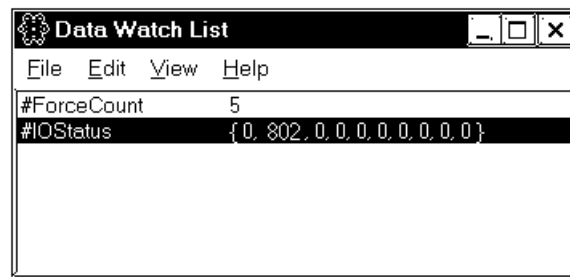 Data Watch List
File Edit View Help
#ForceCount 5
#IOStatus { 0, 802, 0, 0, 0, 0, 0, 0, 0, 0 }